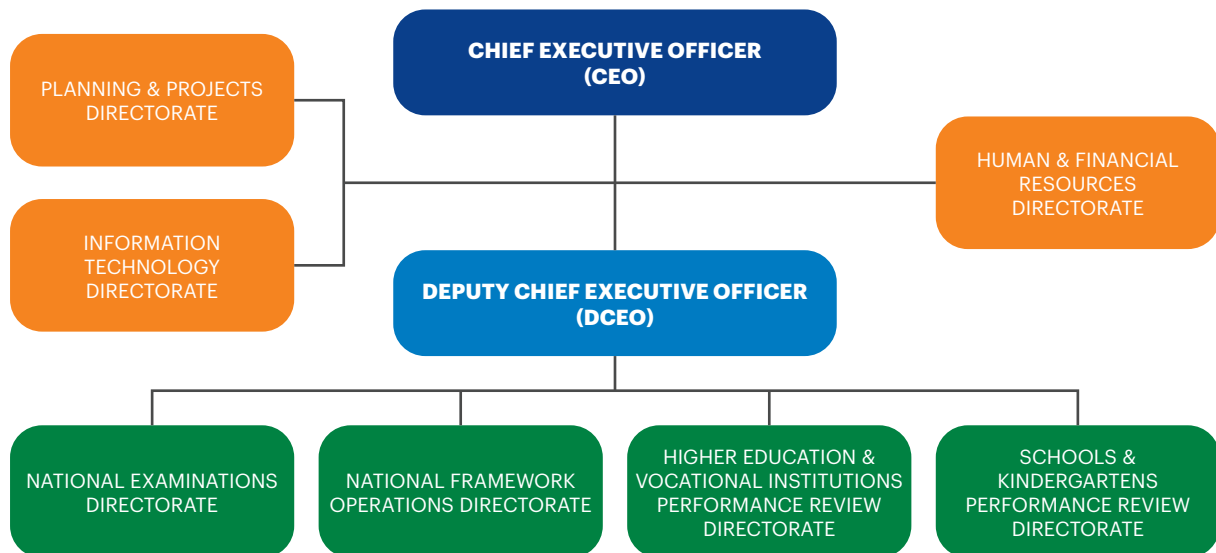 CHIEF EXECUTIVE OFFICER
(CEO)
PLANNING & PROJECTS
DIRECTORATE
HUMAN & FINANCIAL
RESOURCES
DIRECTORATE
INFORMATION
TECHNOLOGY
DIRECTORATE
DEPUTY CHIEF EXECUTIVE OFFICER
(DCEO)
NATIONAL EXAMINATIONS
DIRECTORATE
NATIONAL FRAMEWORK
OPERATIONS DIRECTORATE
HIGHER EDUCATION &
VOCATIONAL INSTITUTIONS
PERFORMANCE REVIEW
DIRECTORATE
SCHOOLS &
KINDERGARTENS
PERFORMANCE REVIEW
DIRECTORATE